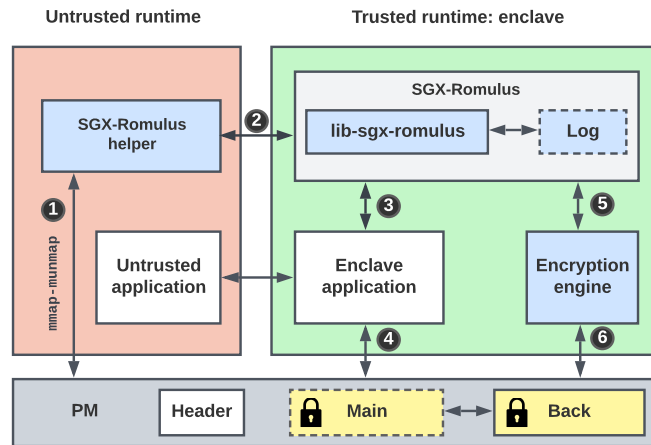 Untrusted runtime
Trusted runtime: enclave
SGX-Romulus
SGX-Romulus
helper
2
lib-sgx-romulus
Log
1
mmap-munmap
3
5
Untrusted
application
Enclave
application
Encryption
engine
4
6
PM
Header
Main
Back